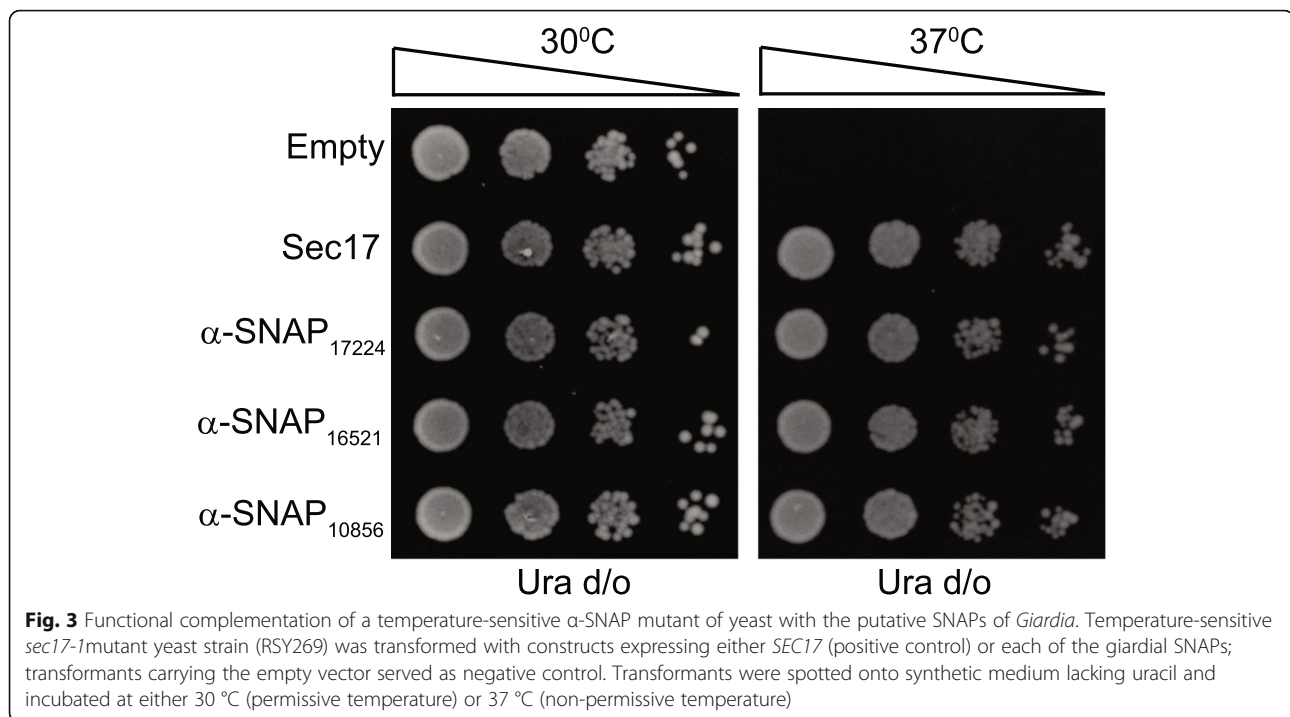 30⁰C 37⁰C
Empty
Sec17
α-SNAP₁₇₂₂₄
α-SNAP₁₆₅₂₁
α-SNAP₁₀₈₅₆
Ura d/o Ura d/o
Fig. 3 Functional complementation of a temperature-sensitive α-SNAP mutant of yeast with the putative SNAPs of Giardia. Temperature-sensitive
sec17-1mutant yeast strain (RSY269) was transformed with constructs expressing either SEC17 (positive control) or each of the giardial SNAPs;
transformants carrying the empty vector served as negative control. Transformants were spotted onto synthetic medium lacking uracil and
incubated at either 30 °C (permissive temperature) or 37 °C (non-permissive temperature)